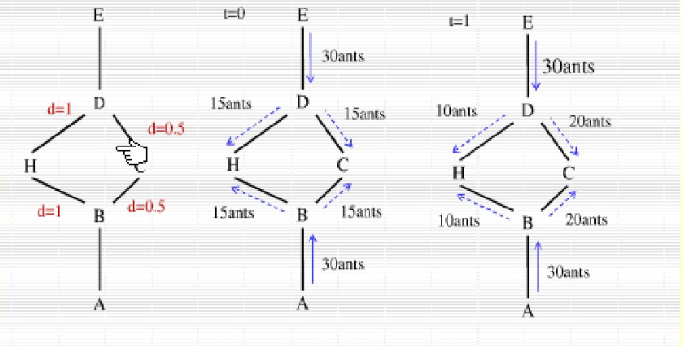 E
d=1
D
d=0.5
H
d=1
B
d=0.5
A
t=0
E
30ants
15ants
D
15ants
H
C
15ants
B
15ants
30ants
A
t=1
E
30ants
10ants
D
20ants
H
C
10ants
B
20ants
30ants
A